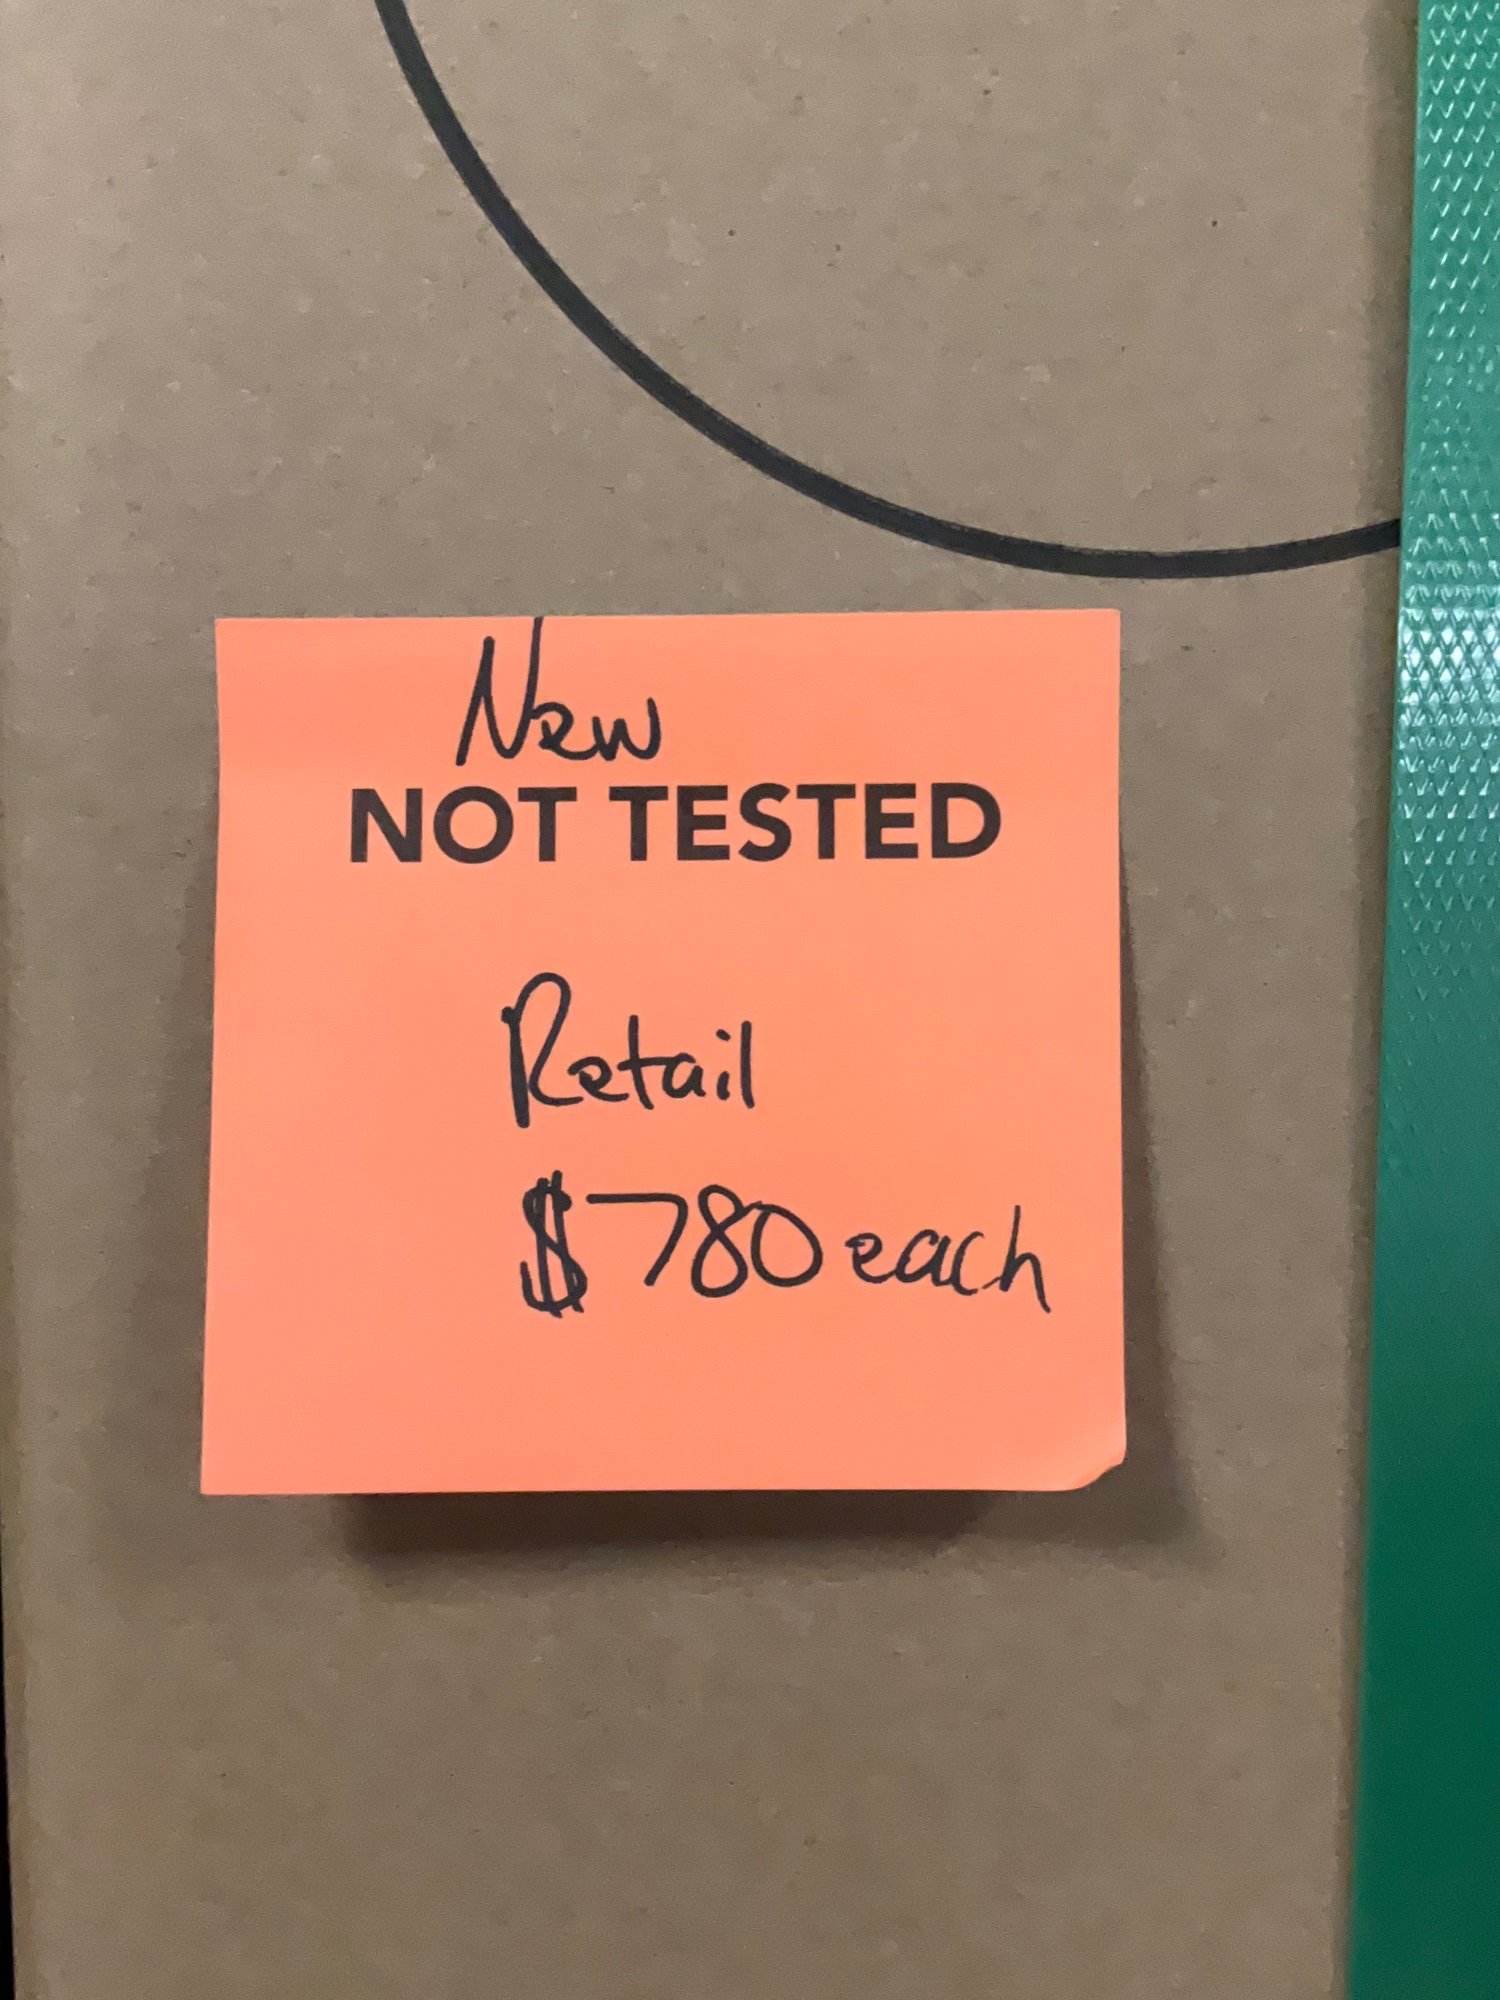 New
NOT TESTED
Retail
$780 each